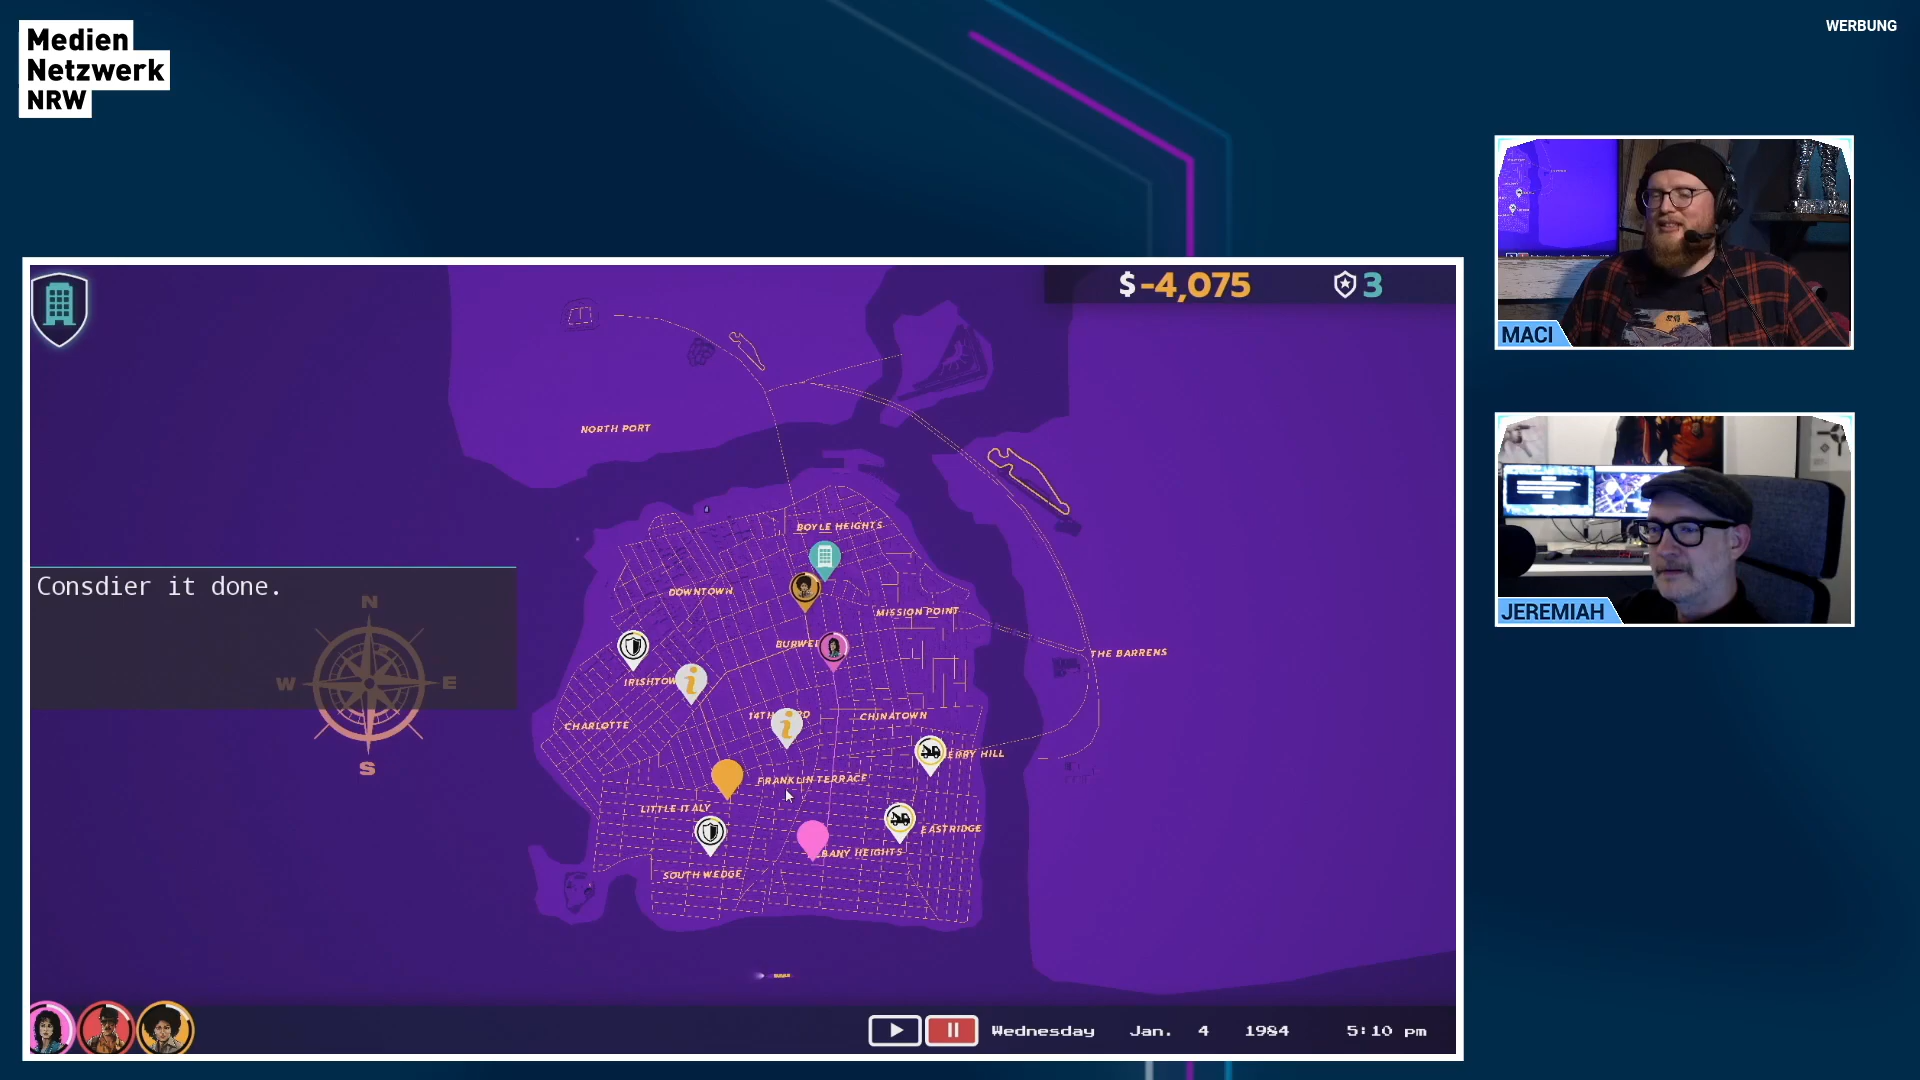 Medien
Netzwerk
NRW
WERBUNG
$-4,075
3
NORTH PORT
BOYLE HEIGHTS
DOWNTOWN
MISSION POINT
THE BARRENS
Consdier it done.
N
W
E
S
CHARLOTTE
CHINATOWN
FRANKLIN TERRACE
LITTLE ITALY
EASTRIDGE
SOUTH WEDGE
MACI
JEREMIAH
Wednesday Jan. 4 1984 5:10 pm